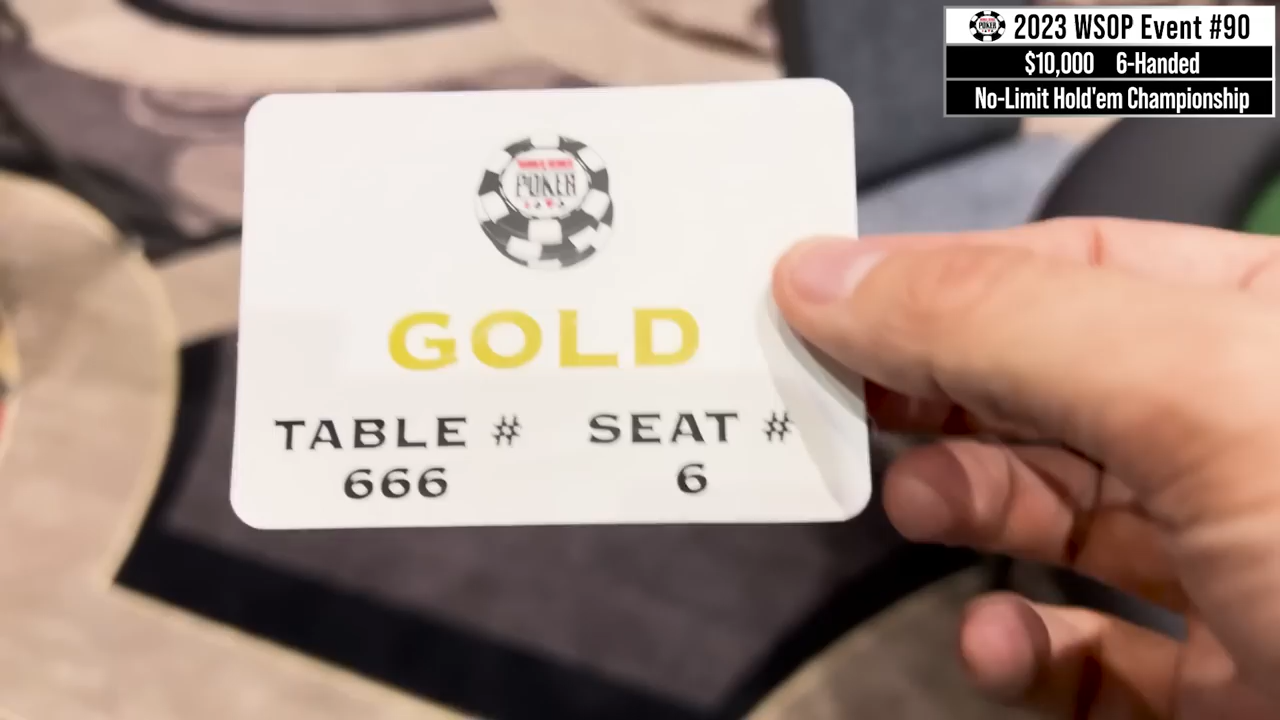 2023 WSOP Event #90
$10,000 6-Handed
No-Limit Hold'em Championship
POKER
GOLD
TABLE # SEAT #
666 6